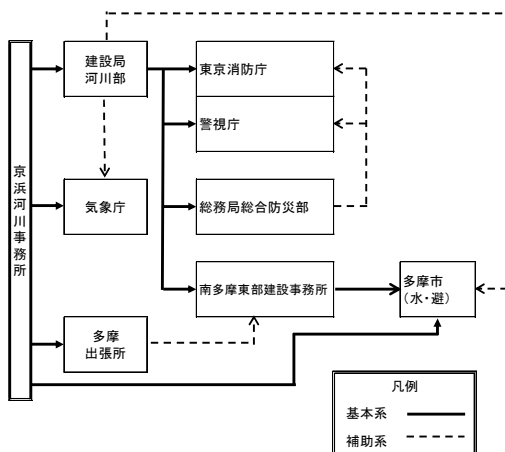 京浜河川事務所
建設局
河川部
東京消防庁
警視庁
気象庁
総務局総合防災部
南多摩東部建設事務所
多摩市
(水・避)
多摩
出張所
凡例
基本系
補助系